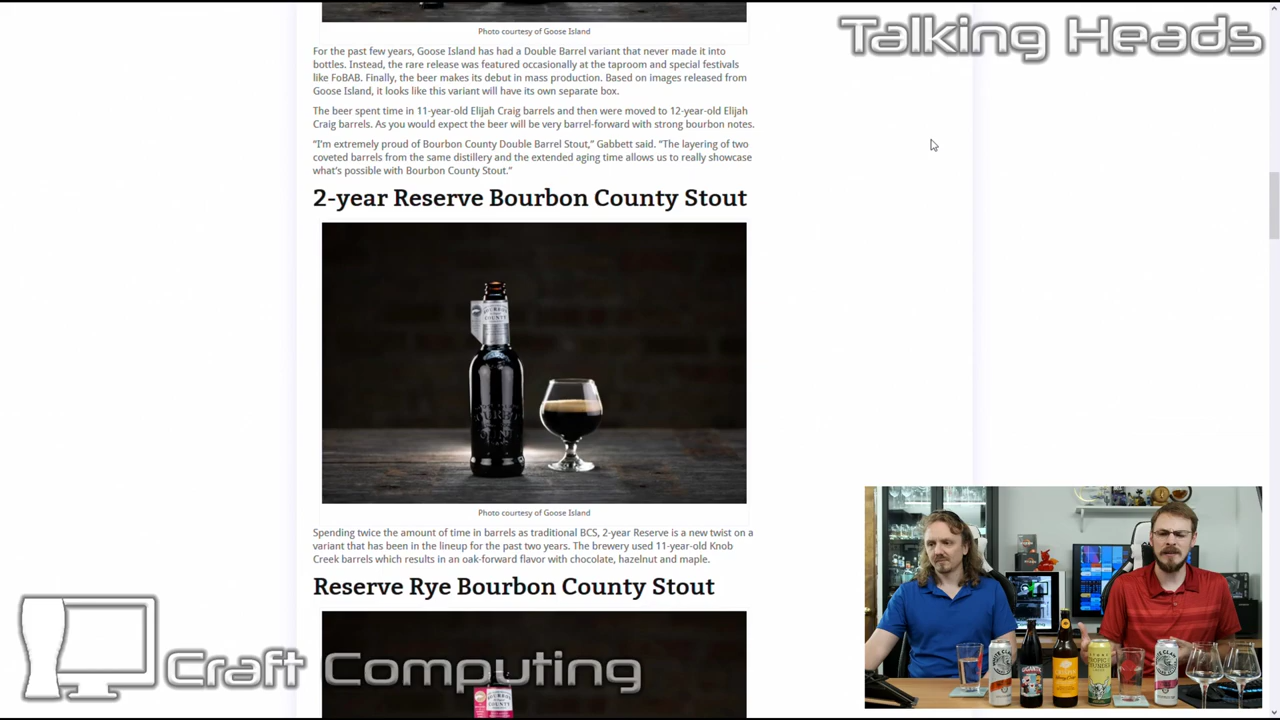 Talking Heads
Photo courtesy of Goose Island
For the past few years, Goose Island has had a Double Barrel variant that never made it into
bottles. Instead, the rare release was featured occasionally at the taproom and special festivals
like FoBAB. Finally, the beer makes its debut in mass production. Based on images released from
Goose Island, it looks like this variant will have its own separate box.
The beer spent time in 11-year-old Elijah Craig barrels and then were moved to 12-year-old Elijah
Craig barrels. As you would expect the beer will be very barrel-forward with strong bourbon notes.
“I’m extremely proud of Bourbon County Double Barrel Stout,” Gabbett said. “The layering of two
coveted barrels from the same distillery and the extended aging time allows us to really showcase
what’s possible with Bourbon County Stout.”
2-year Reserve Bourbon County Stout
BOURBON
COUNTY
Photo courtesy of Goose Island
Spending twice the amount of time in barrels as traditional BCS, 2-year Reserve is a new twist on a
variant that has been in the lineup for the past two years. The brewery used 11-year-old Knob
Creek barrels which results in an oak-forward flavor with chocolate, hazelnut and maple.
Reserve Rye Bourbon County Stout
Craft Computing